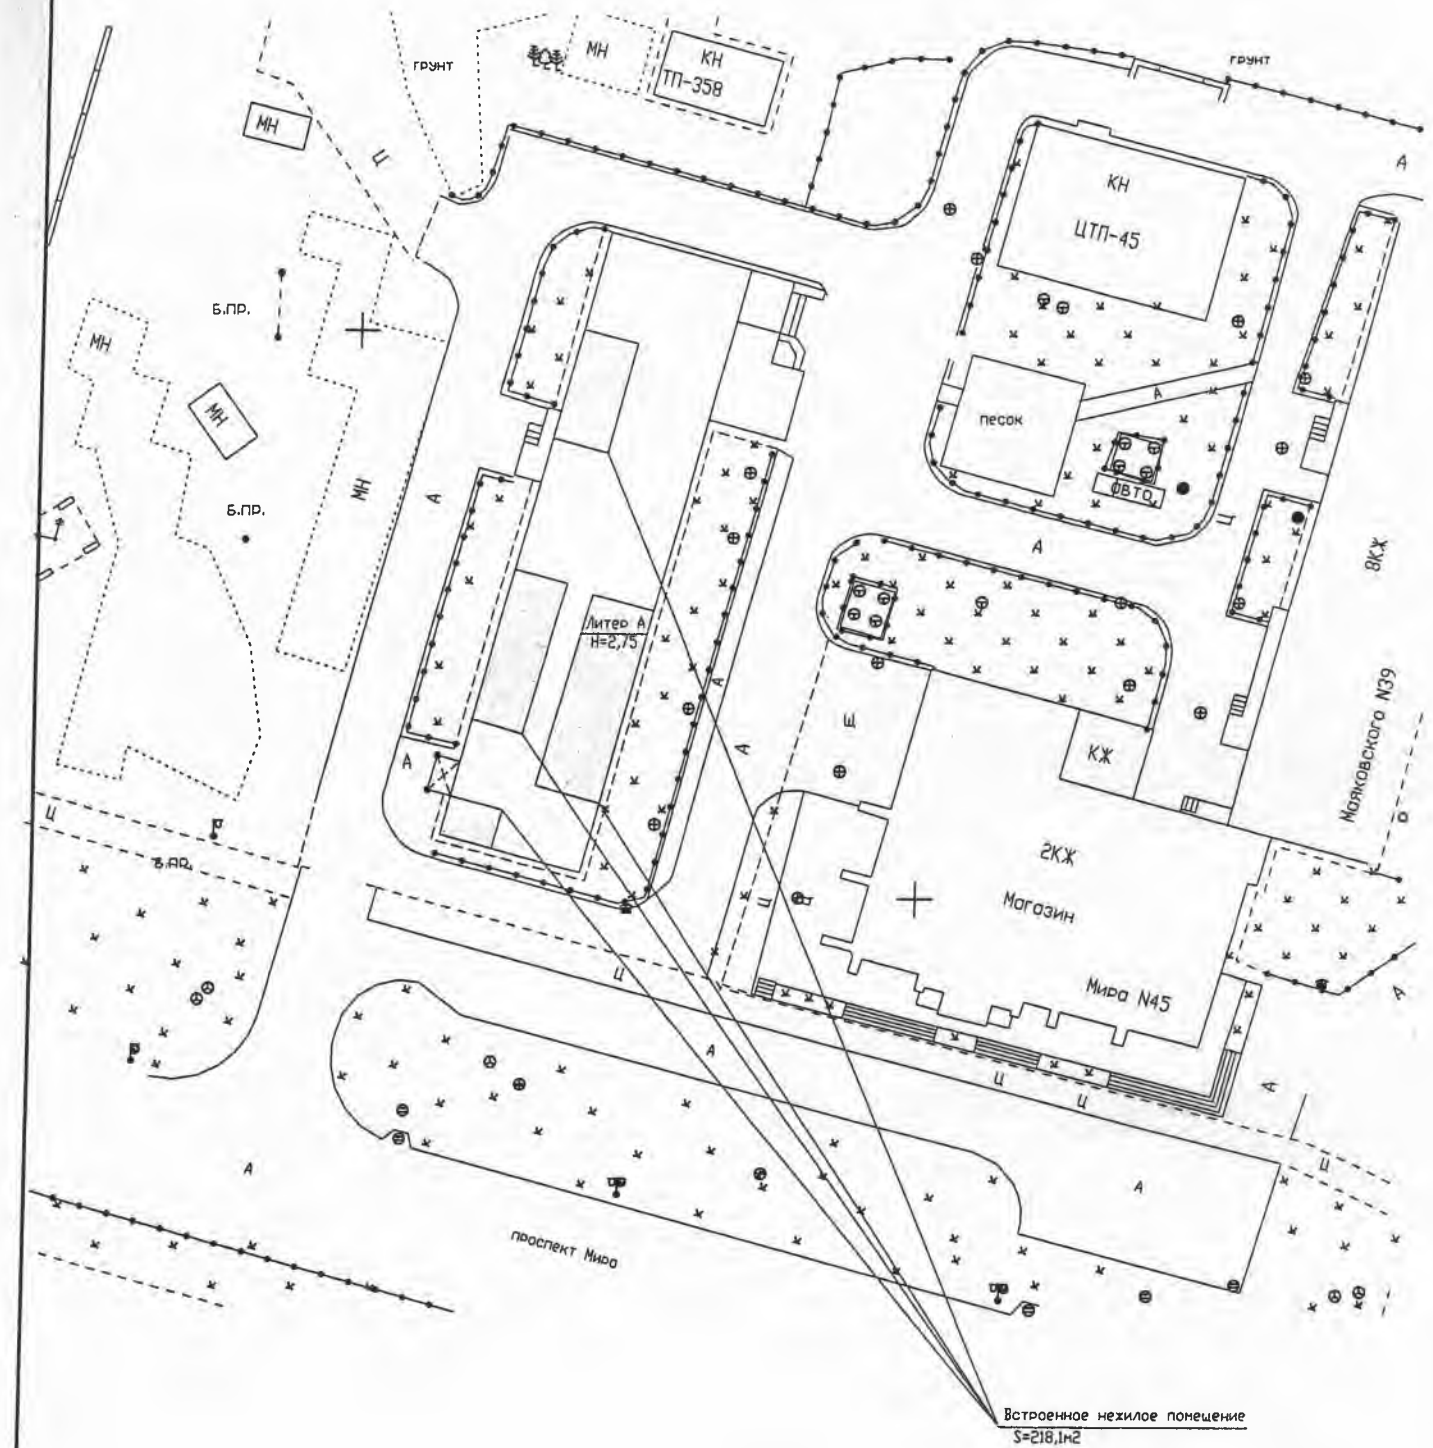 ГРУНТ
МН
КН
ТП-358
ГРУНТ
МН
Ц
А
КН
ЦТП-45
Б.ПР.
МН
МН
песок
А
МН
А
ФВТО
Б.ПР.
Ц
А
8КЖ
Литер А
Н=2,75
А
Щ
А
Маяковского N39
КЖ
А
Х
Ц
2КЖ
Б.ПР.
Магазин
Ц
Ц
Мира N45
А
А
Ц
Ц
А
Ц
А
А
проспект Мира
Встроенное нежилое помещение
S=218,1м2